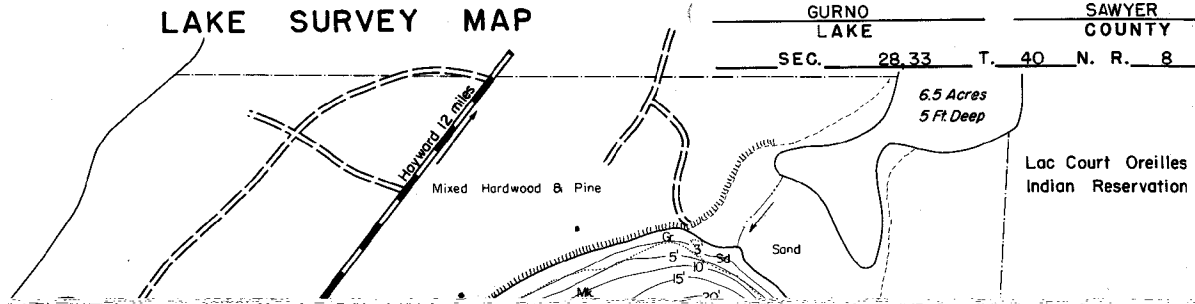 LAKE SURVEY MAP
GURNO
LAKE
SAWYER
COUNTY
SEC. 28,33 T. 40 N. R. 8
6.5 Acres
5 Ft. Deep
Hayward 12 miles
Mixed Hardwood & Pine
Lac Court Oreilles
Indian Reservation
Sand
Gr
3'
Sd
5'
10'
15'
Mk
20'